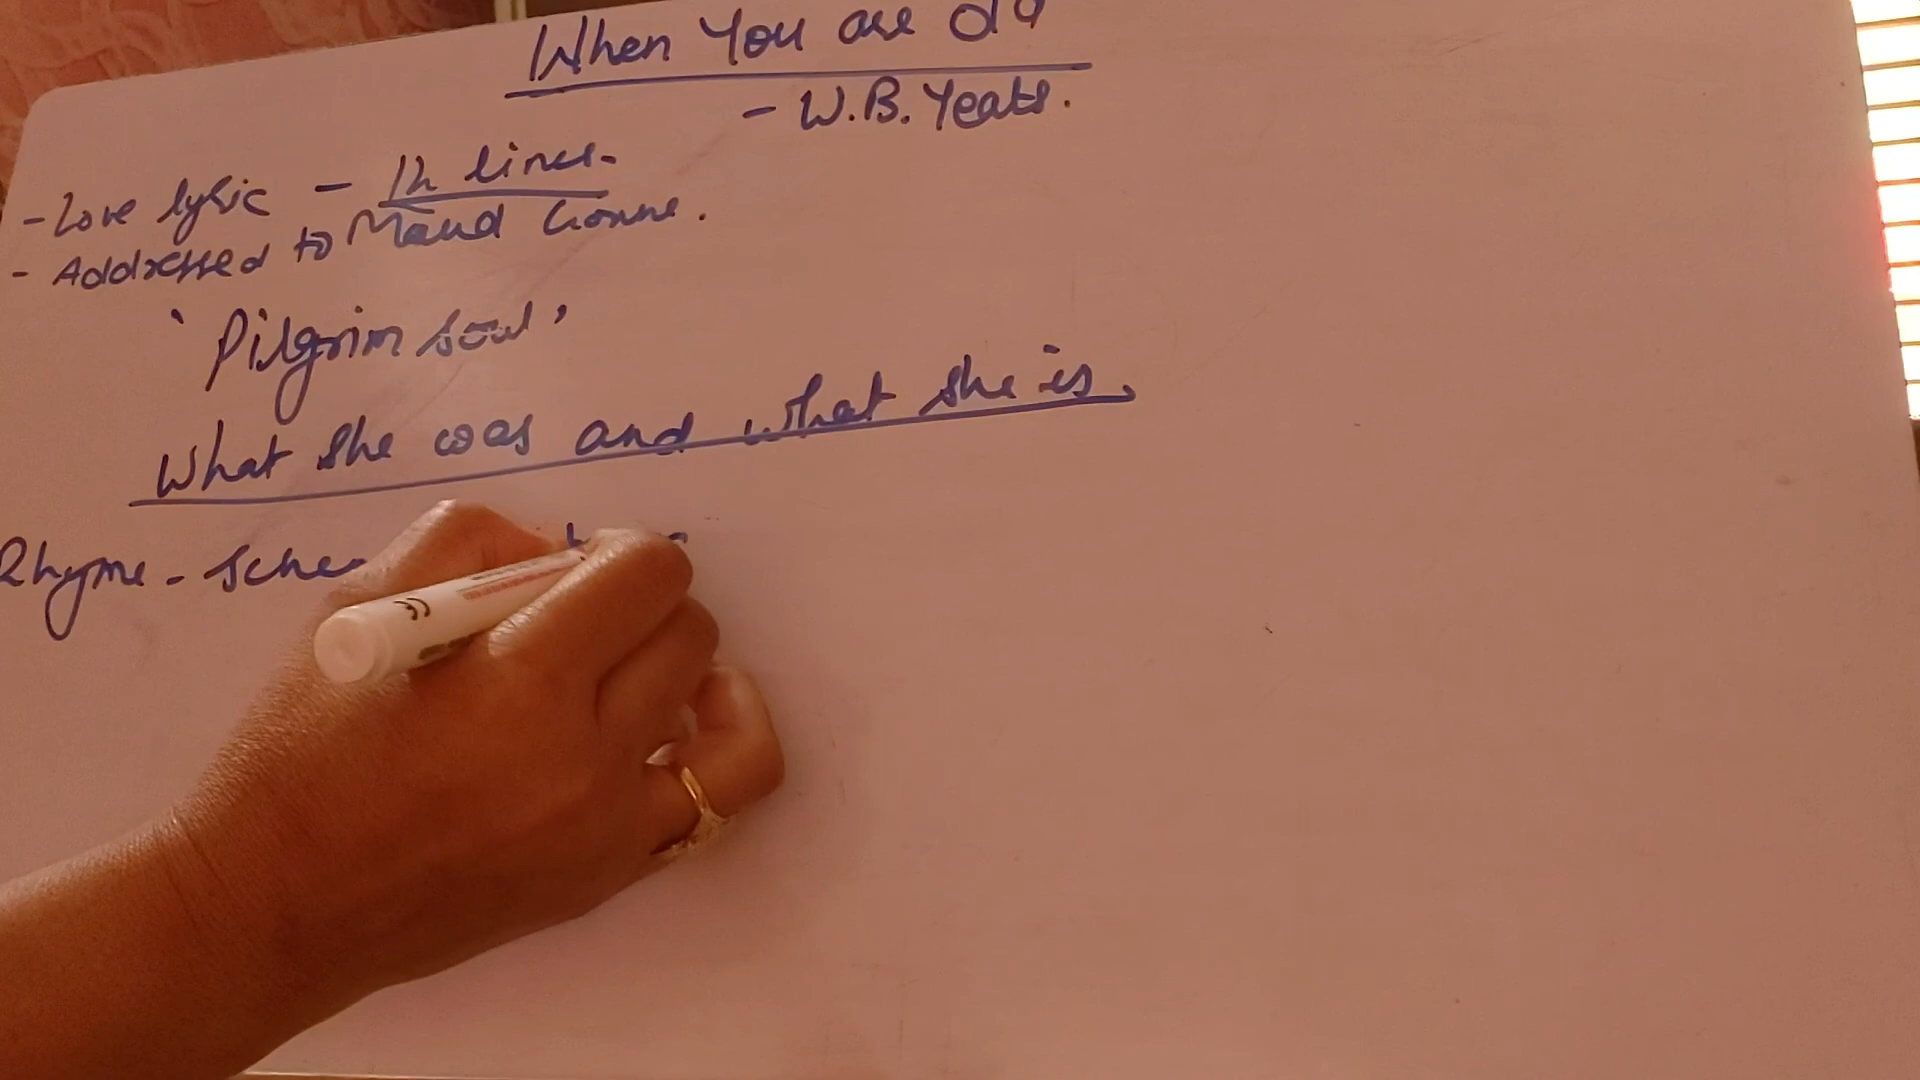 When You are
- W.B. Yeats.
- Love lyric - 12 lines.
- Addressed to Maud Gonne.
'Pilgrim soul'
What she was and what she is.
Rhyme - Sche